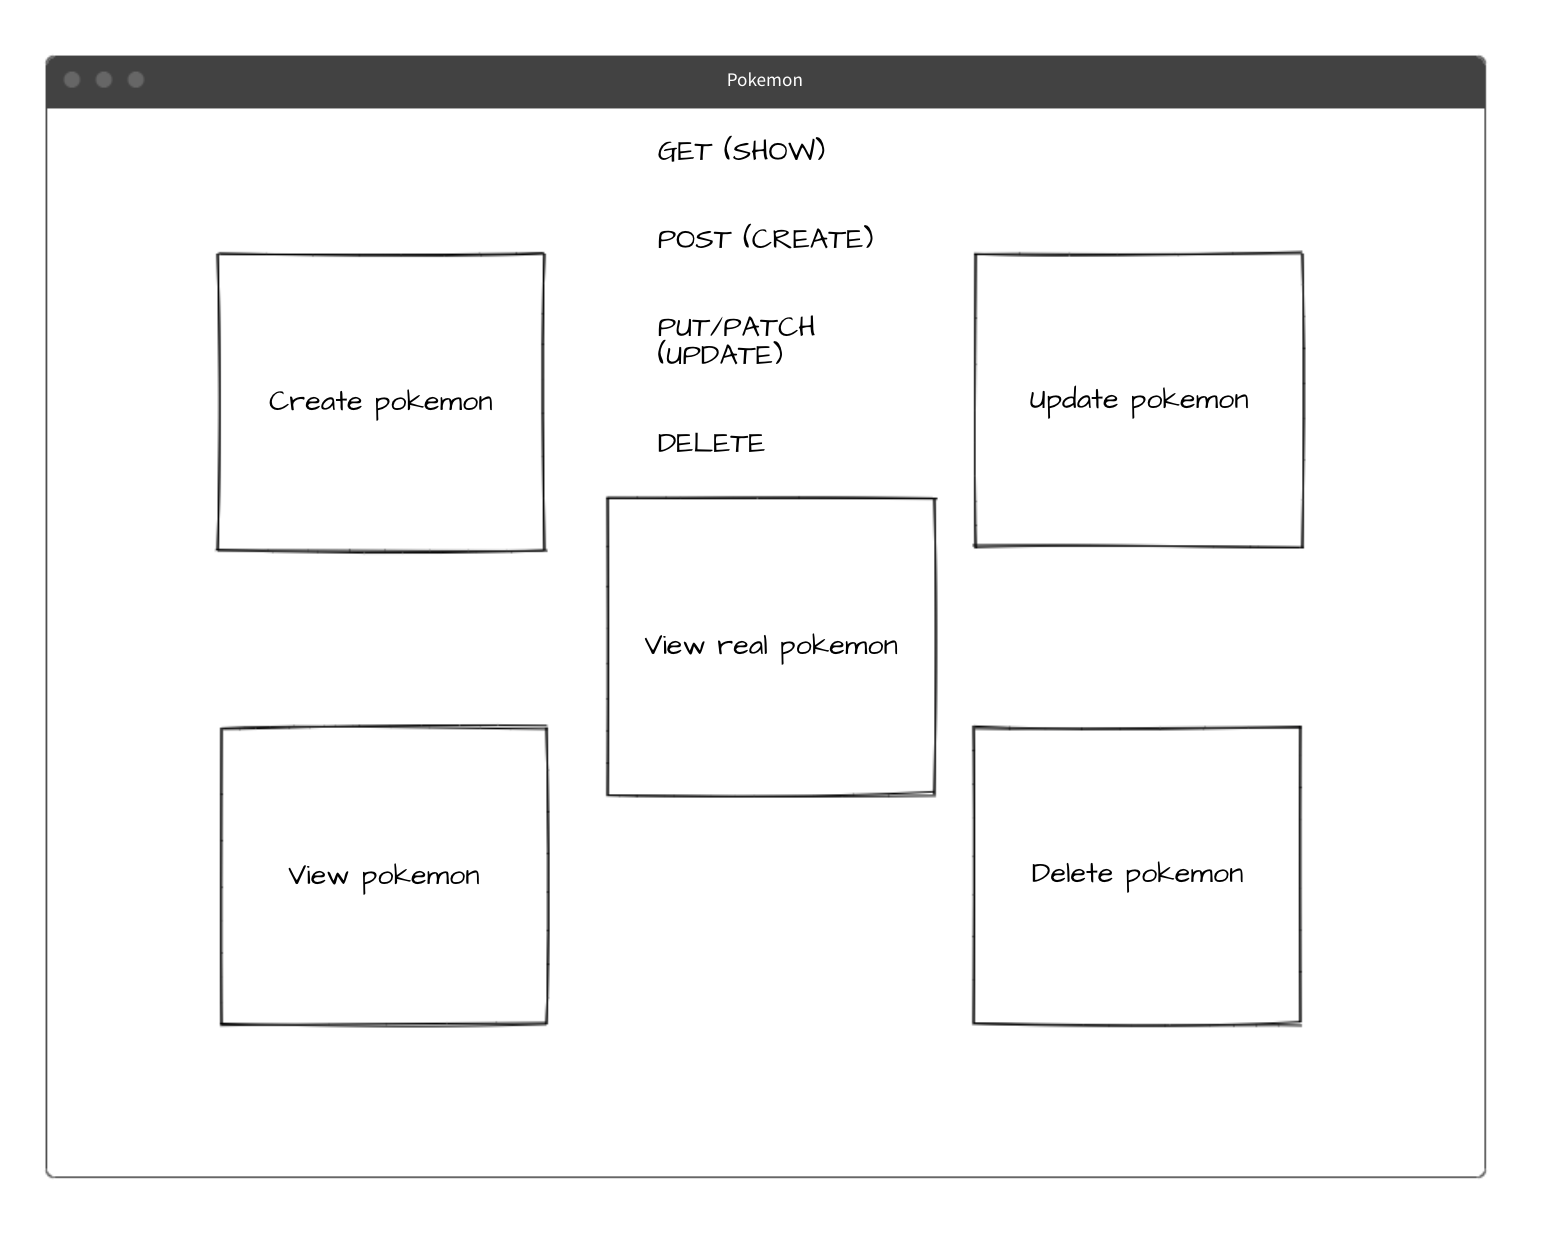 Pokemon
GET (SHOW)
POST (CREATE)
PUT/PATCH
(UPDATE)
DELETE
Create pokemon
Update pokemon
View real pokemon
View pokemon
Delete pokemon